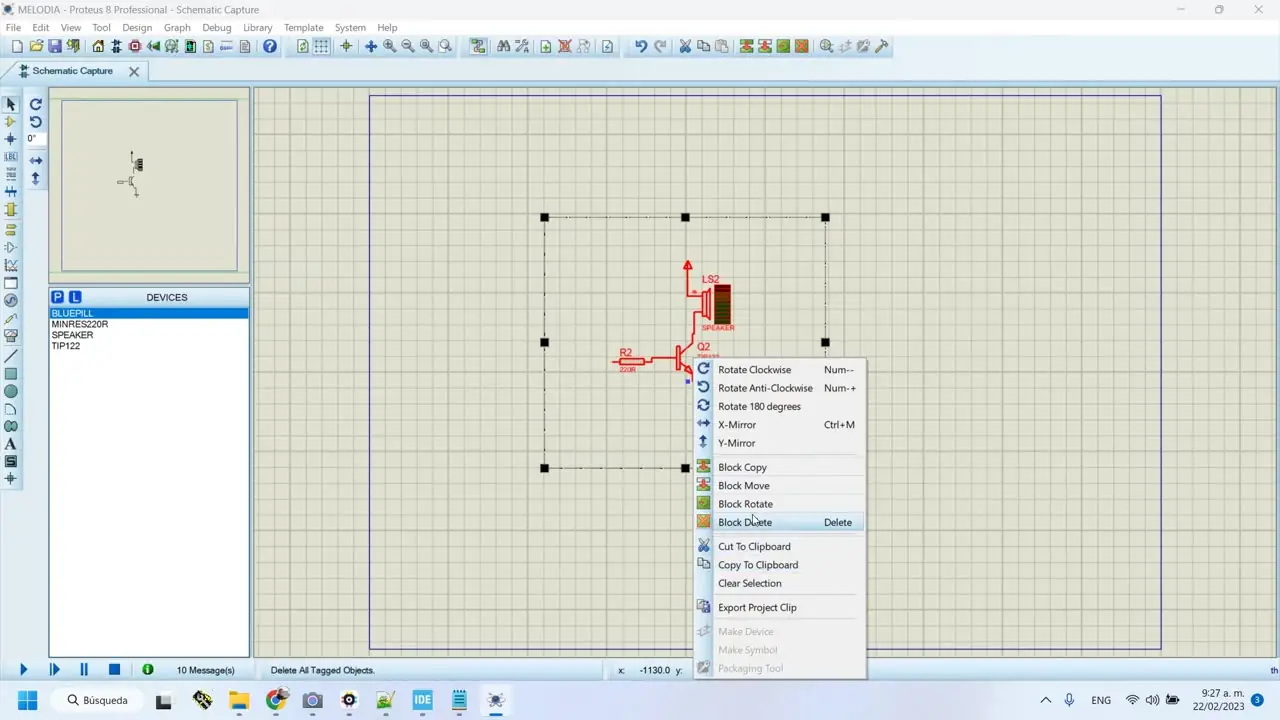 MELODIA - Proteus 8 Professional - Schematic Capture
File Edit View Tool Design Graph Debug Library Template System Help
Schematic Capture
0°
LBL
P L DEVICES
BLUEPILL
MINRES220R
SPEAKER
TIP122
LS2
SPEAKER
R2
220R
Q2
Rotate Clockwise Num--
Rotate Anti-Clockwise Num-+
Rotate 180 degrees
X-Mirror Ctrl+M
Y-Mirror
Block Copy
Block Move
Block Rotate
Block Delete Delete
Cut To Clipboard
Copy To Clipboard
Clear Selection
Export Project Clip
Make Device
Make Symbol
Packaging Tool
10 Message(s) Delete All Tagged Objects. x: -1130.0 y: th
Búsqueda IDE ENG 9:27 a. m.
22/02/2023 3